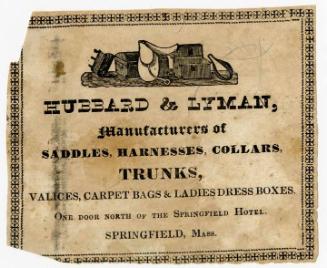 HUBBARD & LYMAN,
Manufacturers of
SADDLES, HARNESSES, COLLARS,
TRUNKS,
VALICES, CARPET BAGS & LADIES DRESS BOXES.
ONE DOOR NORTH OF THE SPRINGFIELD HOTEL.
SPRINGFIELD, MASS.